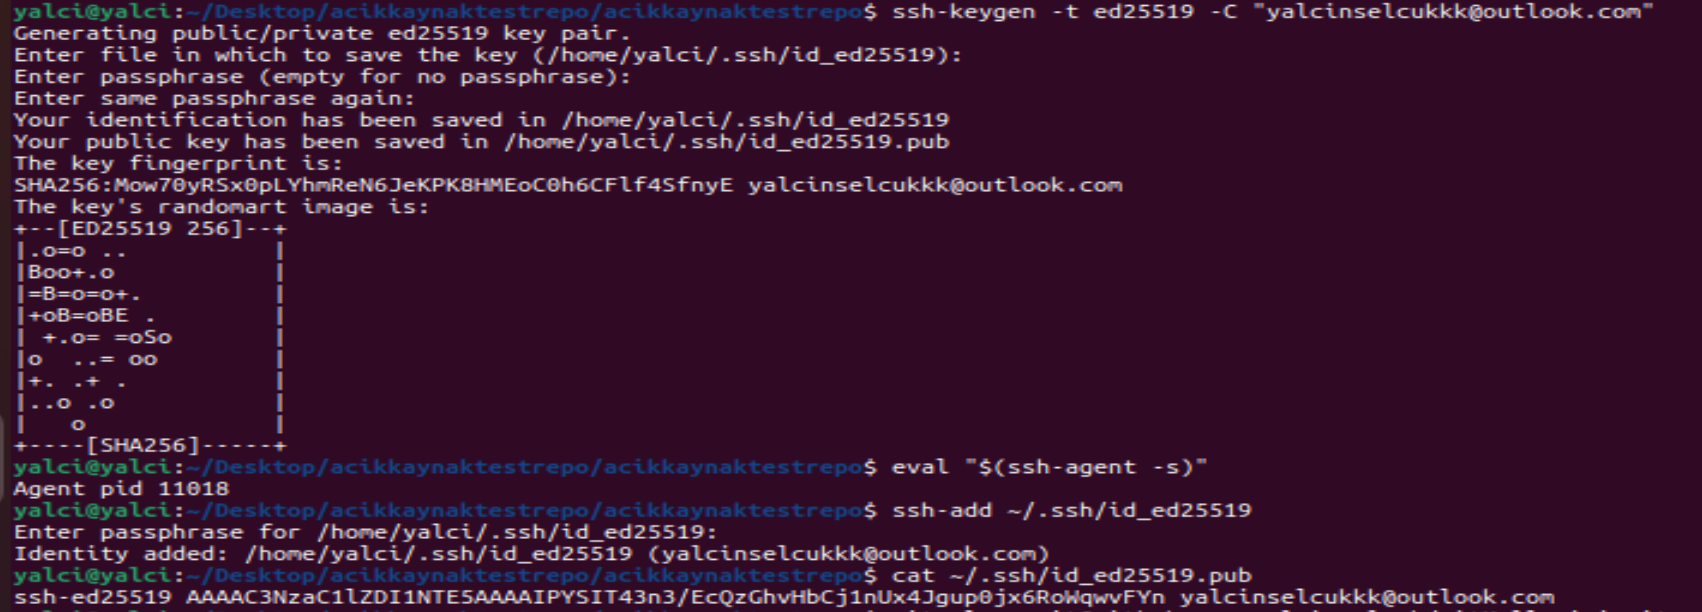 yalci@yalci:~/Desktop/acikkaynaktestrepo/acikkaynaktestrepo$ ssh-keygen -t ed25519 -C "yalcinselcukkk@outlook.com"
Generating public/private ed25519 key pair.
Enter file in which to save the key (/home/yalci/.ssh/id_ed25519):
Enter passphrase (empty for no passphrase):
Enter same passphrase again:
Your identification has been saved in /home/yalci/.ssh/id_ed25519
Your public key has been saved in /home/yalci/.ssh/id_ed25519.pub
The key fingerprint is:
SHA256:Mow70yRSx0pLYhmReN6JeKPK8HMEoC0h6CFlf4SfnyE yalcinselcukkk@outlook.com
The key's randomart image is:
+--[ED25519 256]--+
|.o=o ..          |
|Boo+.o           |
|=B=o=o+.         |
|+oB=oBE .        |
| +.o= =oSo       |
|o  ..= oo        |
|+. .+ .          |
|..o .o           |
|   o             |
+----[SHA256]-----+
yalci@yalci:~/Desktop/acikkaynaktestrepo/acikkaynaktestrepo$ eval "$(ssh-agent -s)"
Agent pid 11018
yalci@yalci:~/Desktop/acikkaynaktestrepo/acikkaynaktestrepo$ ssh-add ~/.ssh/id_ed25519
Enter passphrase for /home/yalci/.ssh/id_ed25519:
Identity added: /home/yalci/.ssh/id_ed25519 (yalcinselcukkk@outlook.com)
yalci@yalci:~/Desktop/acikkaynaktestrepo/acikkaynaktestrepo$ cat ~/.ssh/id_ed25519.pub
ssh-ed25519 AAAAC3NzaC1lZDI1NTE5AAAAIPYSIT43n3/EcQzGhvHbCj1nUx4Jgup0jx6RoWqwvFYn yalcinselcukkk@outlook.com